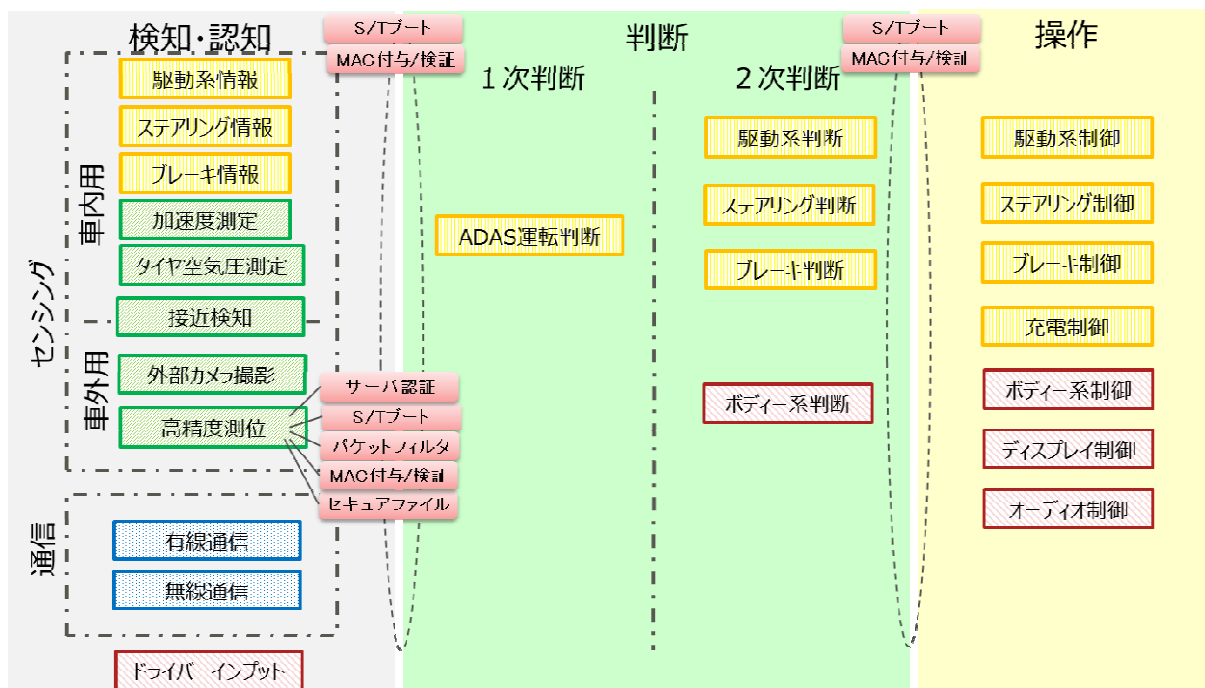 検知・認知
S/Tブート
MAC付与/検証
判断
S/Tブート
MAC付与/検証
操作
1次判断
2次判断
センシング
車内用
駆動系情報
ステアリング情報
ブレーキ情報
加速度測定
タイヤ空気圧測定
接近検知
車外用
外部カメラ撮影
高精度測位
サーバ認証
S/Tブート
パケットフィルタ
MAC付与/検証
セキュアファイル
通信
有線通信
無線通信
ドライバ インプット
ADAS運転判断
駆動系判断
ステアリング判断
ブレーキ判断
ボディー系判断
駆動系制御
ステアリング制御
ブレーキ制御
充電制御
ボディー系制御
ディスプレイ制御
オーディオ制御